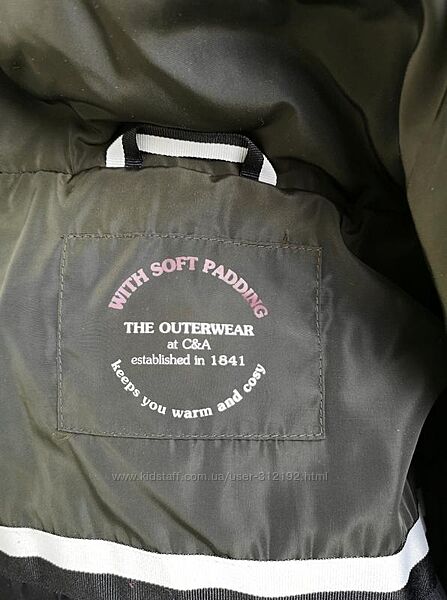 WITH SOFT PADDING
THE OUTERWEAR
at C&A
established in 1841
keeps you warm and cosy
www.kidstaff.com.ua/user-312192.html